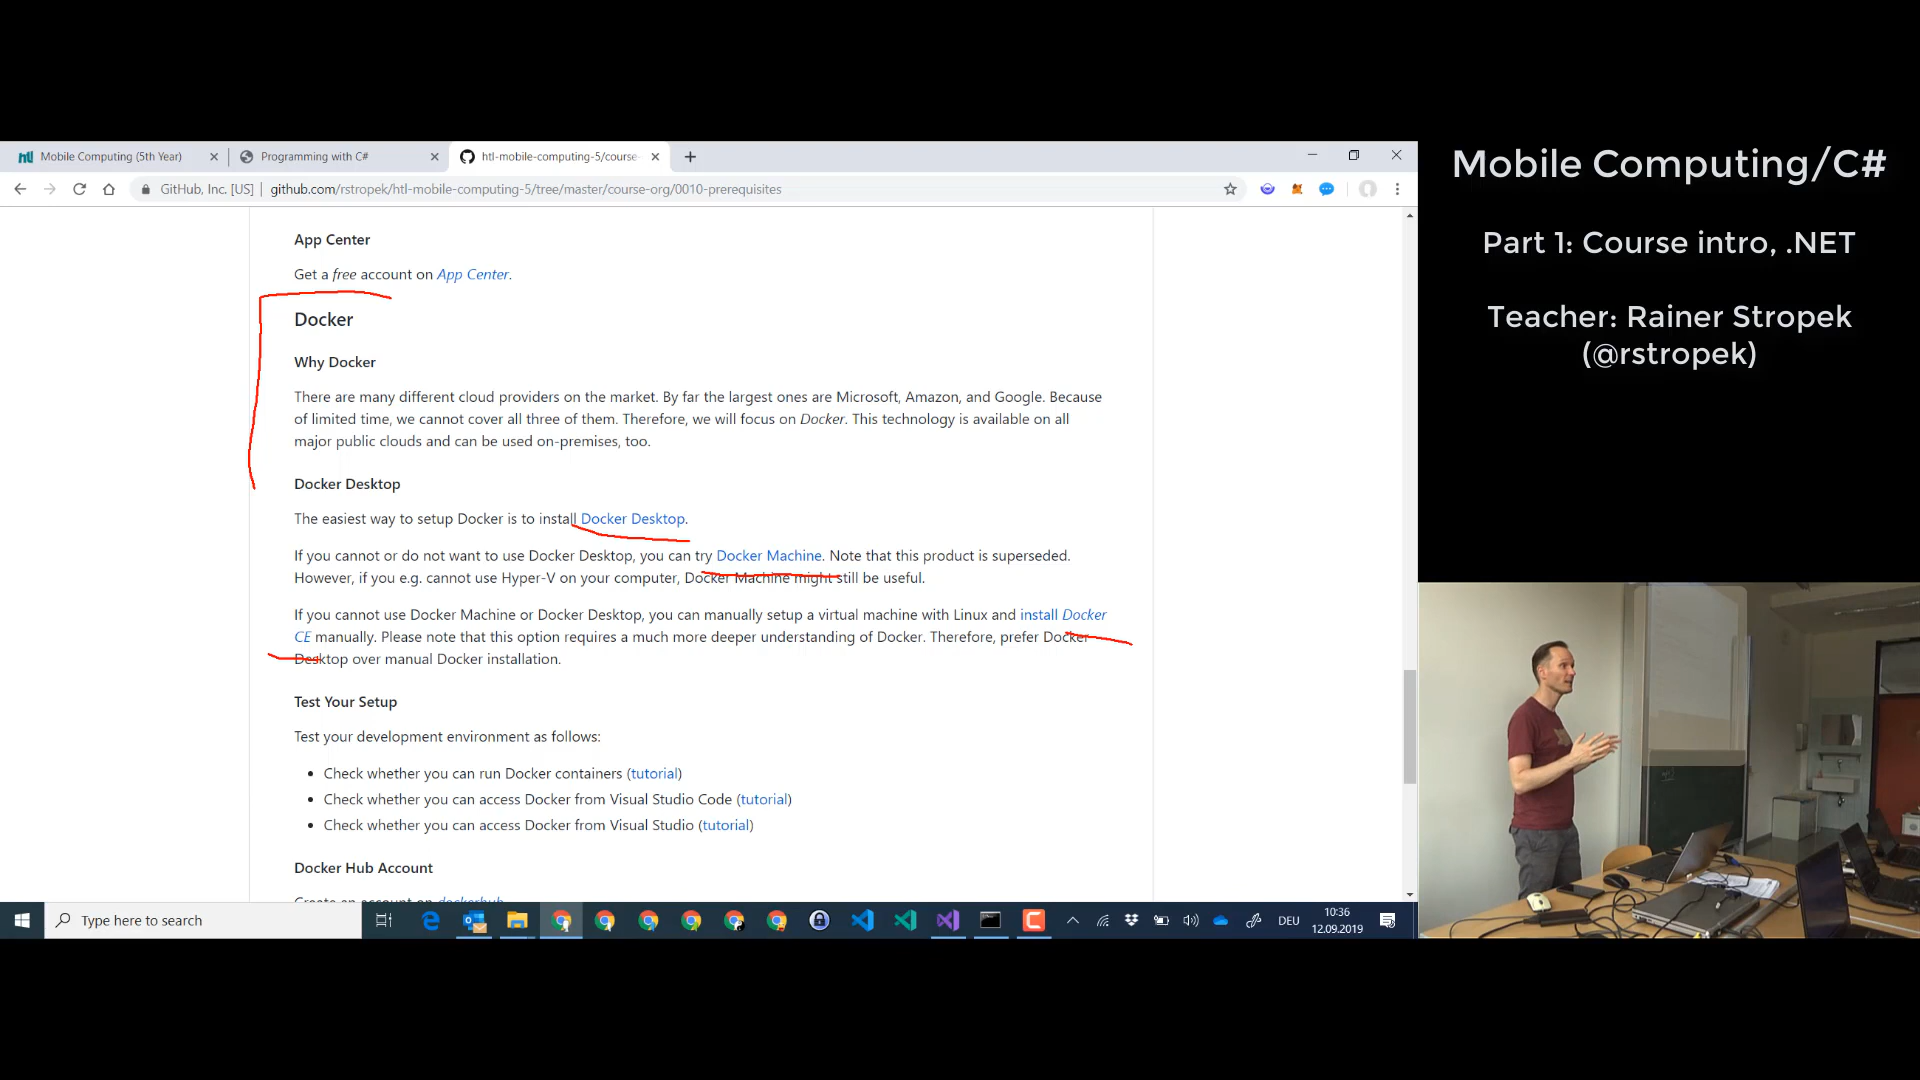 Mobile Computing (5th Year)
Programming with C#
htl-mobile-computing-5/course-
GitHub, Inc. [US]
github.com/rstropek/htl-mobile-computing-5/tree/master/course-org/0010-prerequisites
App Center
Get a free account on App Center.
Docker
Why Docker
There are many different cloud providers on the market. By far the largest ones are Microsoft, Amazon, and Google. Because
of limited time, we cannot cover all three of them. Therefore, we will focus on Docker. This technology is available on all
major public clouds and can be used on-premises, too.
Docker Desktop
The easiest way to setup Docker is to install Docker Desktop.
If you cannot or do not want to use Docker Desktop, you can try Docker Machine. Note that this product is superseded.
However, if you e.g. cannot use Hyper-V on your computer, Docker Machine might still be useful.
If you cannot use Docker Machine or Docker Desktop, you can manually setup a virtual machine with Linux and install Docker
CE manually. Please note that this option requires a much more deeper understanding of Docker. Therefore, prefer Docker
Desktop over manual Docker installation.
Test Your Setup
Test your development environment as follows:
• Check whether you can run Docker containers (tutorial)
• Check whether you can access Docker from Visual Studio Code (tutorial)
• Check whether you can access Docker from Visual Studio (tutorial)
Docker Hub Account
Create an account on dockerhub
Type here to search
DEU
10:36
12.09.2019
Mobile Computing/C#
Part 1: Course intro, .NET
Teacher: Rainer Stropek
(@rstropek)